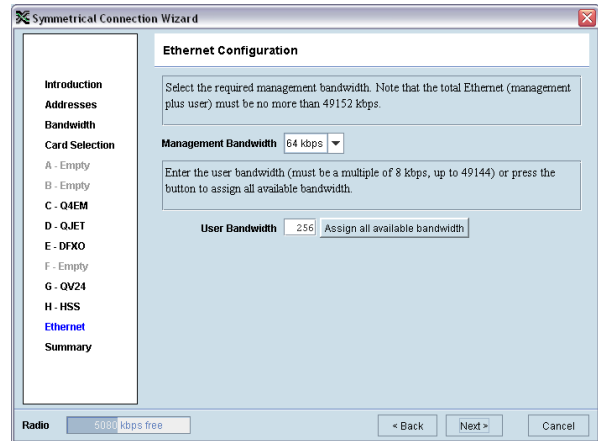 Symmetrical Connection Wizard
Ethernet Configuration
Introduction
Addresses
Bandwidth
Card Selection
A - Empty
B - Empty
C - Q4EM
D - QJET
E - DFXO
F - Empty
G - QV24
H - HSS
Ethernet
Summary
Select the required management bandwidth. Note that the total Ethernet (management
plus user) must be no more than 49152 kbps.
Management Bandwidth 64 kbps
Enter the user bandwidth (must be a multiple of 8 kbps, up to 49144) or press the
button to assign all available bandwidth.
User Bandwidth 256 Assign all available bandwidth
Radio 5080 kbps free < Back Next > Cancel